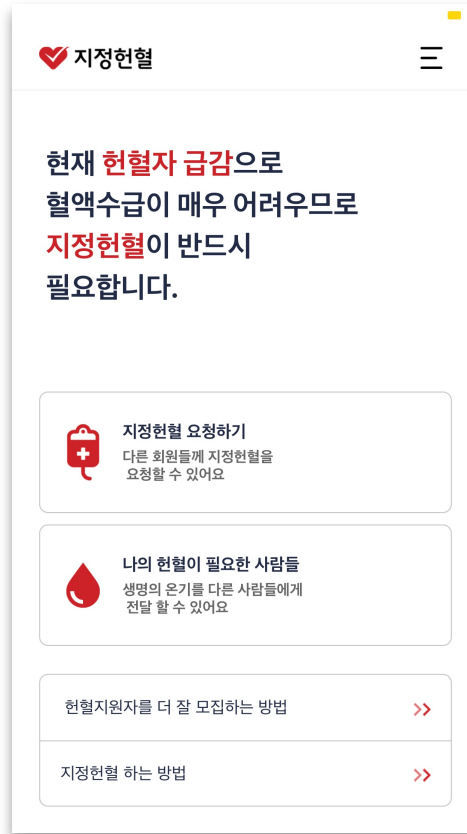 지정헌혈
현재 헌혈자 급감으로
혈액수급이 매우 어려우므로
지정헌혈이 반드시
필요합니다.
지정헌혈 요청하기
다른 회원들께 지정헌혈을
요청할 수 있어요
나의 헌혈이 필요한 사람들
생명의 온기를 다른 사람들에게
전달 할 수 있어요
헌혈지원자를 더 잘 모집하는 방법
지정헌혈 하는 방법